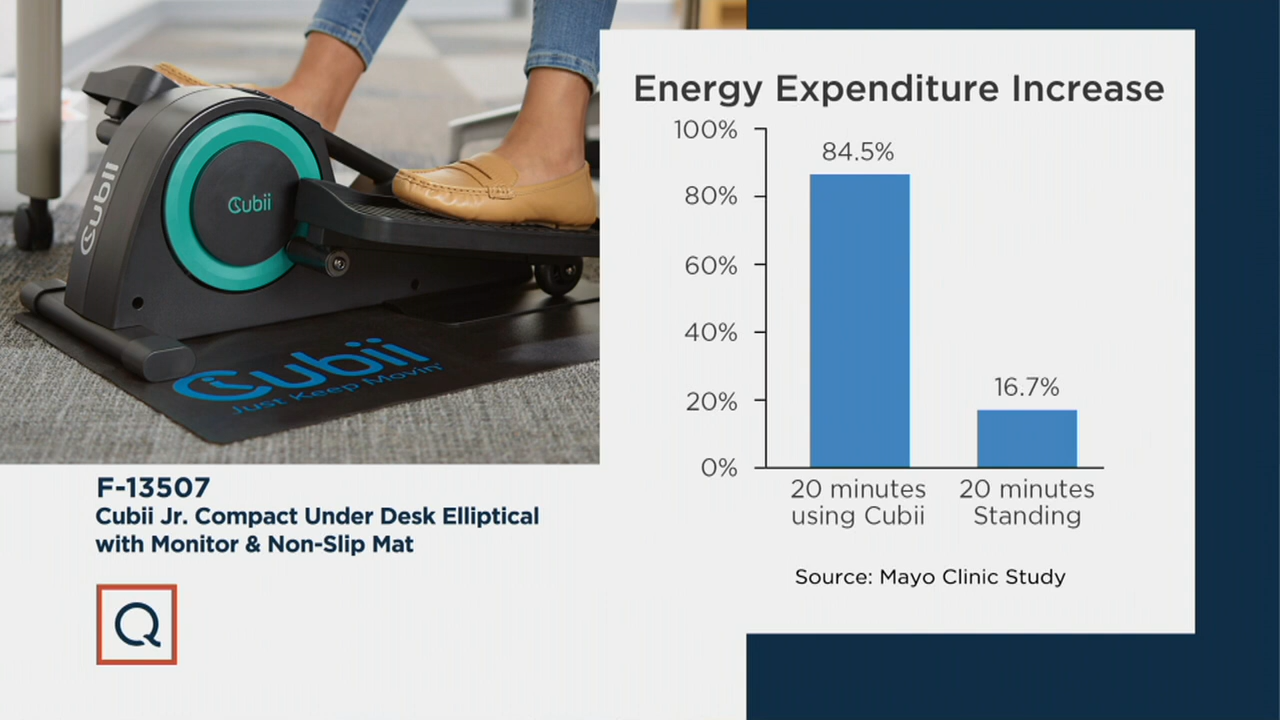 Cubii
Cubii
Cubii
Just Keep Movin'
F-13507
Cubii Jr. Compact Under Desk Elliptical
with Monitor & Non-Slip Mat
Q
Energy Expenditure Increase
100%
80%
60%
40%
20%
0%
84.5%
16.7%
20 minutes
using Cubii
20 minutes
Standing
Source: Mayo Clinic Study